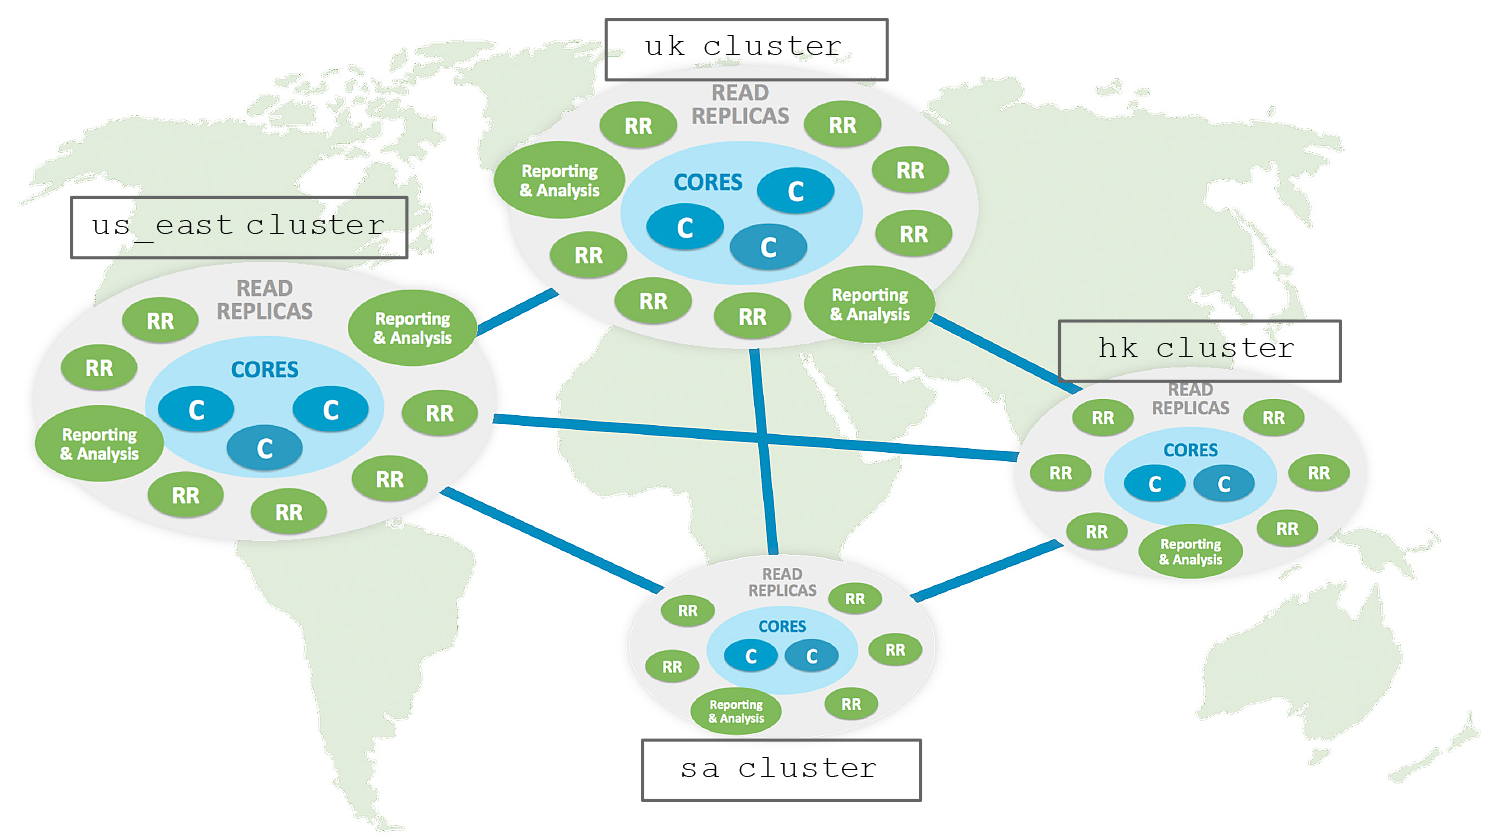 uk cluster
READ
REPLICAS
RR
RR
Reporting
& Analysis
CORES
C
RR
C
C
RR
RR
RR
RR
Reporting
& Analysis
RR
us_east cluster
READ
REPLICAS
RR
Reporting
& Analysis
RR
CORES
C
C
RR
Reporting
& Analysis
C
RR
RR
RR
hk cluster
READ
REPLICAS
RR
RR
CORES
RR
C
C
RR
RR
RR
Reporting
& Analysis
READ
REPLICAS
RR
RR
CORES
C
C
RR
RR
Reporting
& Analysis
RR
sa cluster